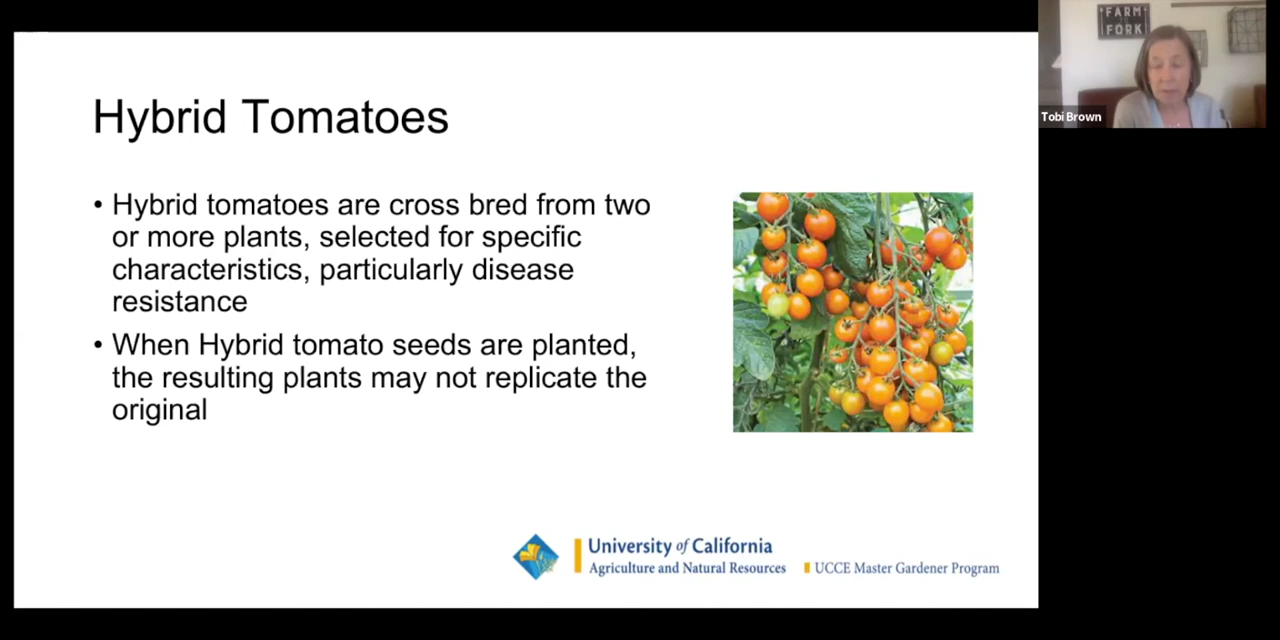 Hybrid Tomatoes
• Hybrid tomatoes are cross bred from two
or more plants, selected for specific
characteristics, particularly disease
resistance
• When Hybrid tomato seeds are planted,
the resulting plants may not replicate the
original
University of California
Agriculture and Natural Resources
UCCE Master Gardener Program
FARM
TO
FORK
Tobi Brown